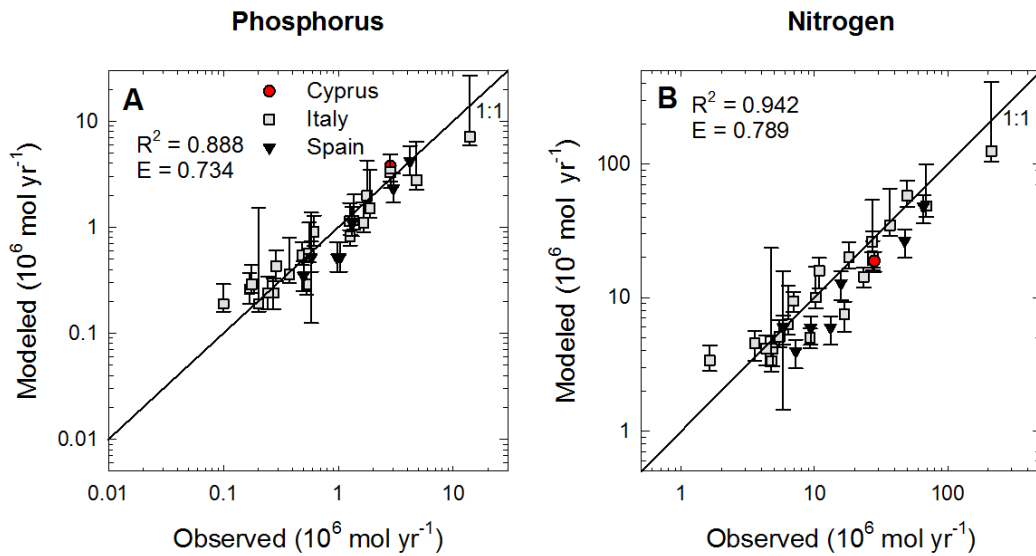 Phosphorus
A
Cyprus
Italy
Spain
R² = 0.888
E = 0.734
1:1
10
1
0.1
0.01
Modeled (10⁶ mol yr⁻¹)
0.01 0.1 1 10
Observed (10⁶ mol yr⁻¹)
Nitrogen
B
R² = 0.942
E = 0.789
1:1
100
10
1
Modeled (10⁶ mol yr⁻¹)
1 10 100
Observed (10⁶ mol yr⁻¹)